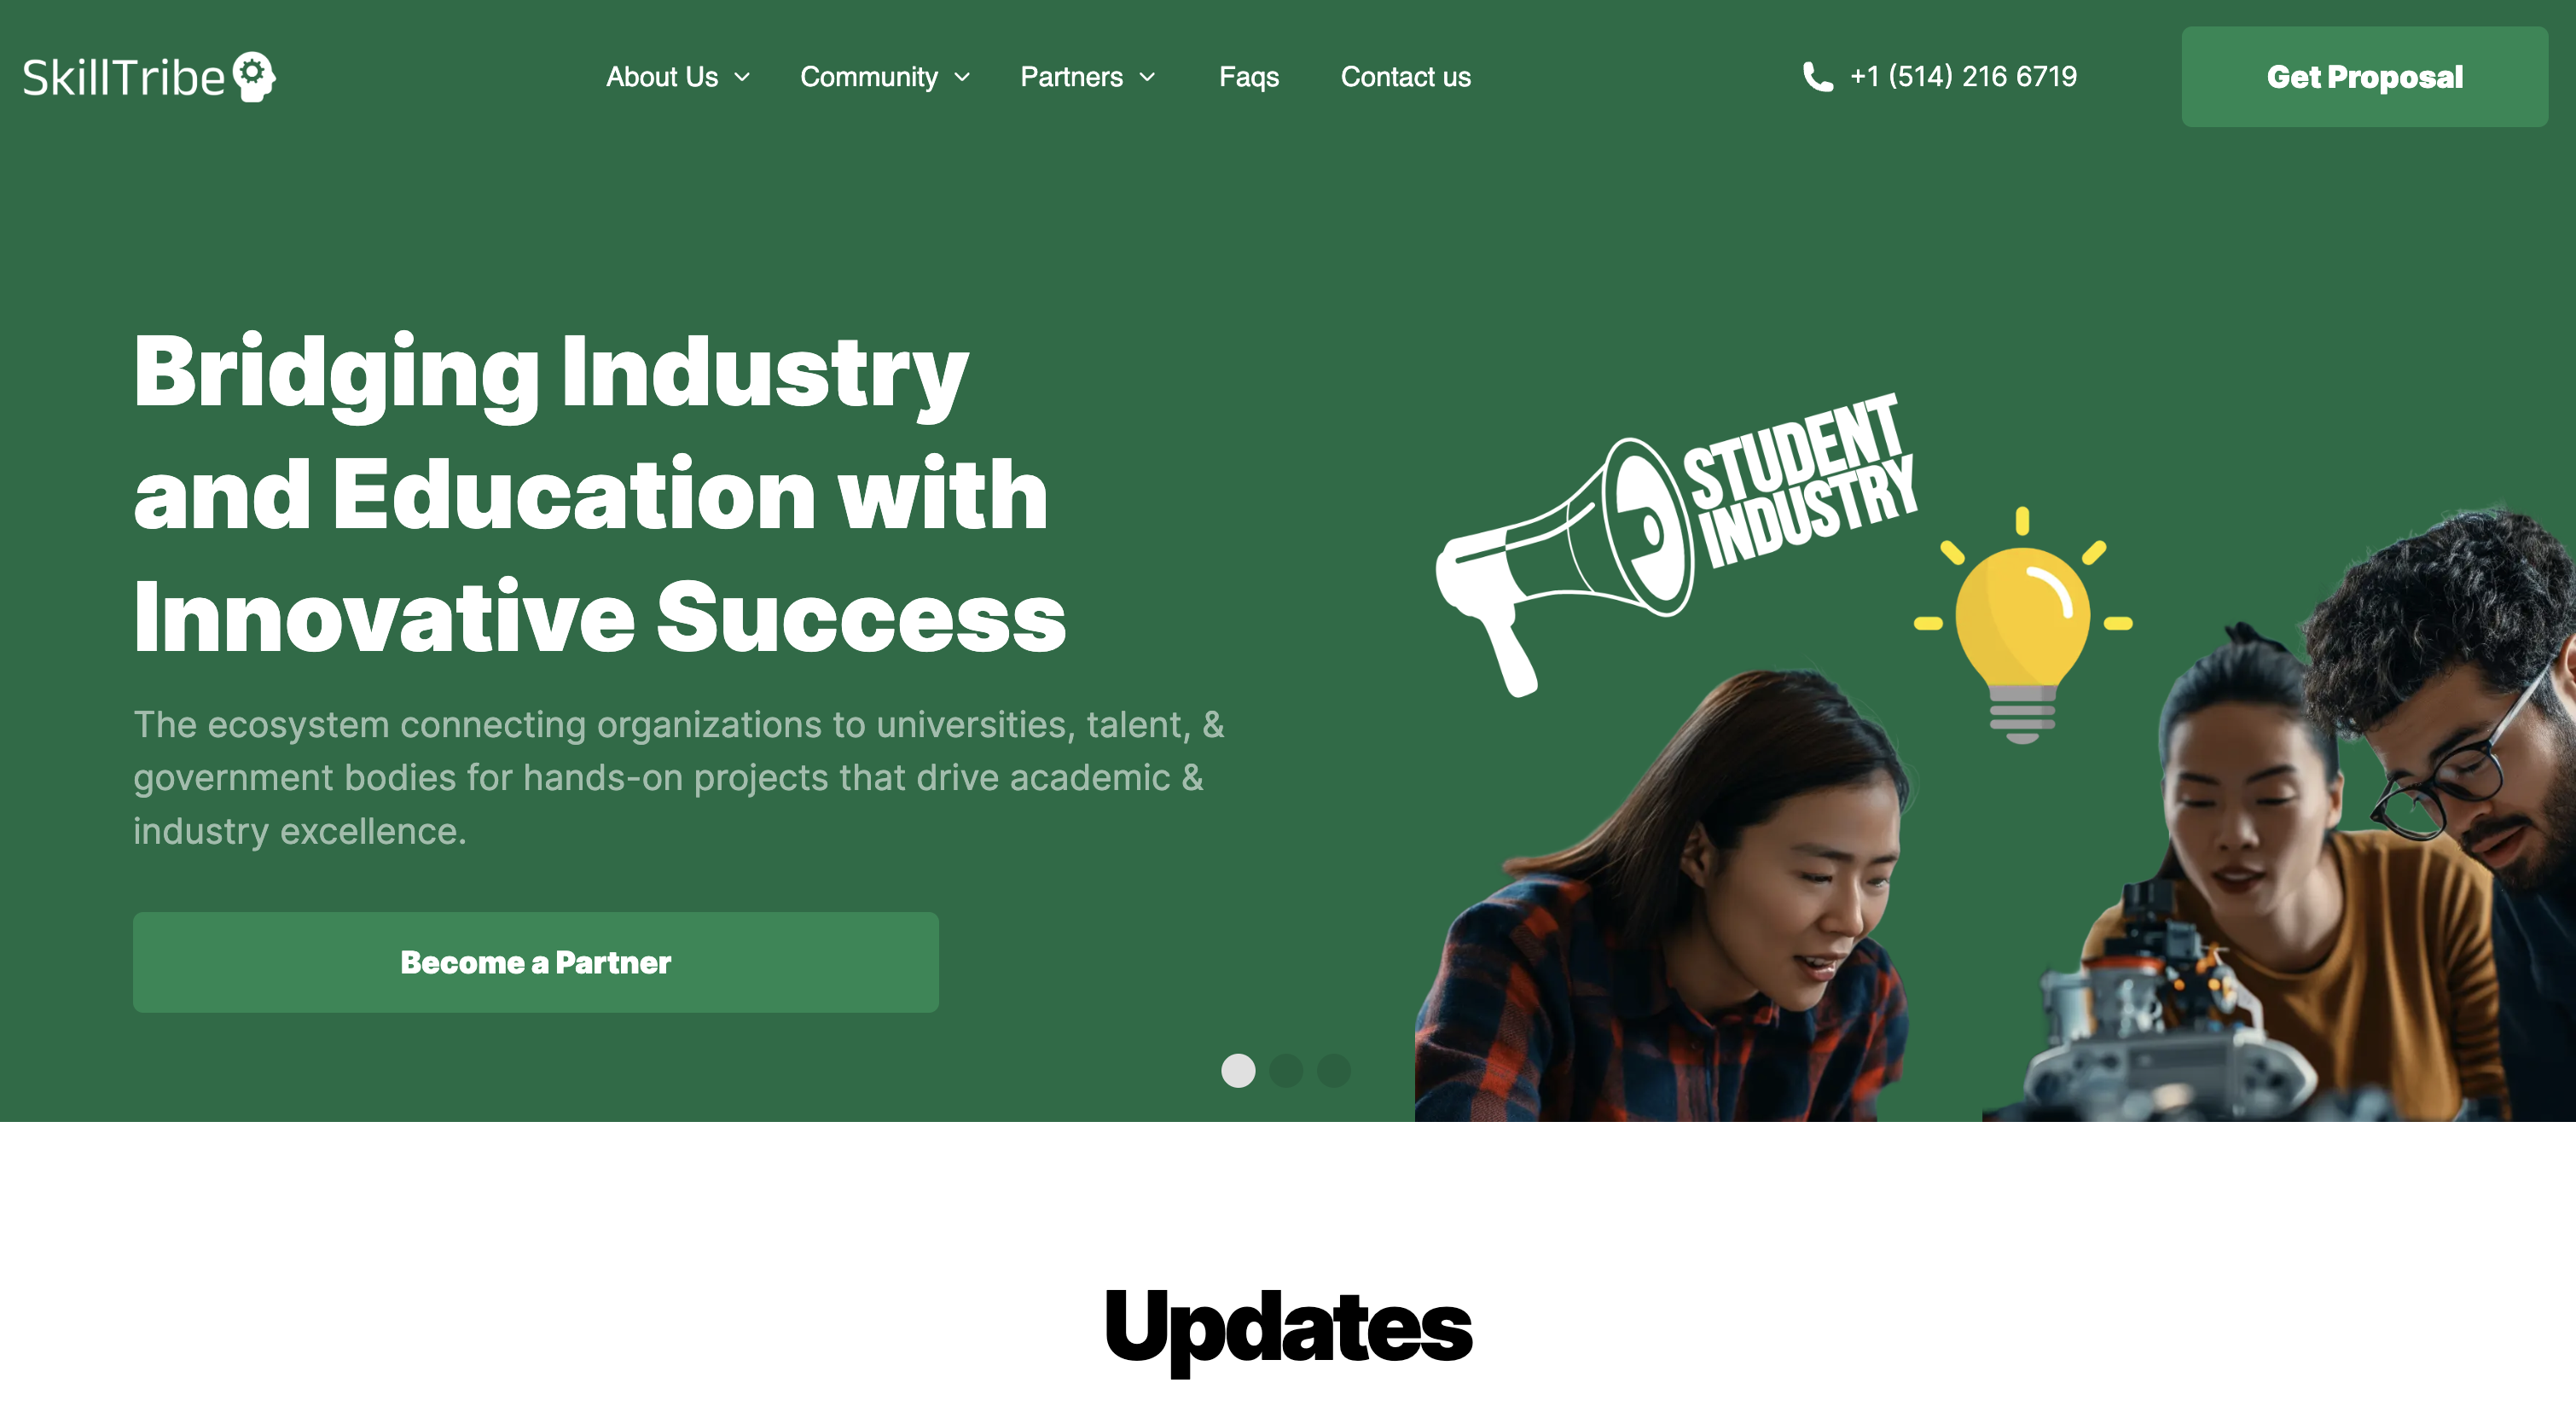 SkillTribe
About Us
Community
Partners
Faqs
Contact us
+1 (514) 216 6719
Get Proposal
Bridging Industry
and Education with
Innovative Success
The ecosystem connecting organizations to universities, talent, &
government bodies for hands-on projects that drive academic &
industry excellence.
Become a Partner
STUDENT
INDUSTRY
Updates